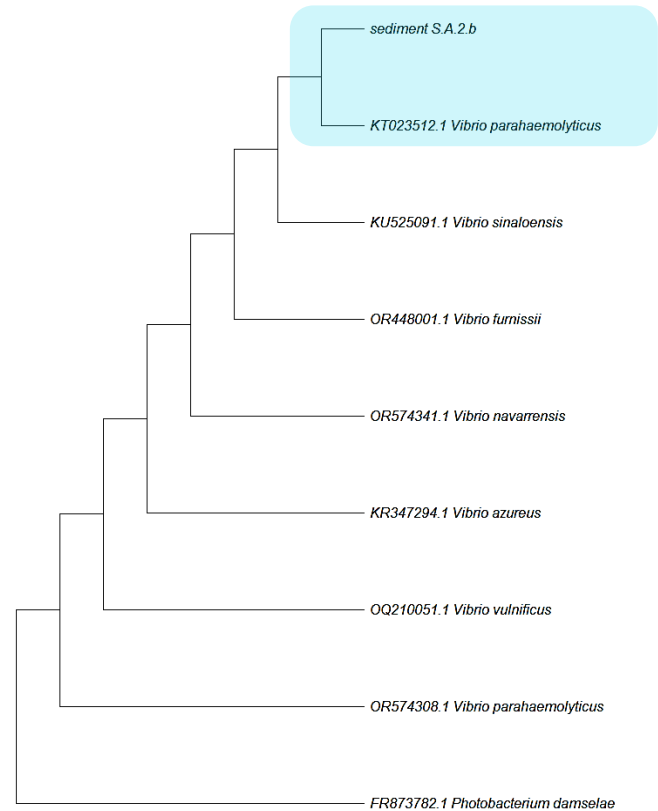 sediment S.A.2.b
KT023512.1 Vibrio parahaemolyticus
KU525091.1 Vibrio sinaloensis
OR448001.1 Vibrio furnissii
OR574341.1 Vibrio navarrensis
KR347294.1 Vibrio azureus
OQ210051.1 Vibrio vulnificus
OR574308.1 Vibrio parahaemolyticus
FR873782.1 Photobacterium damselae